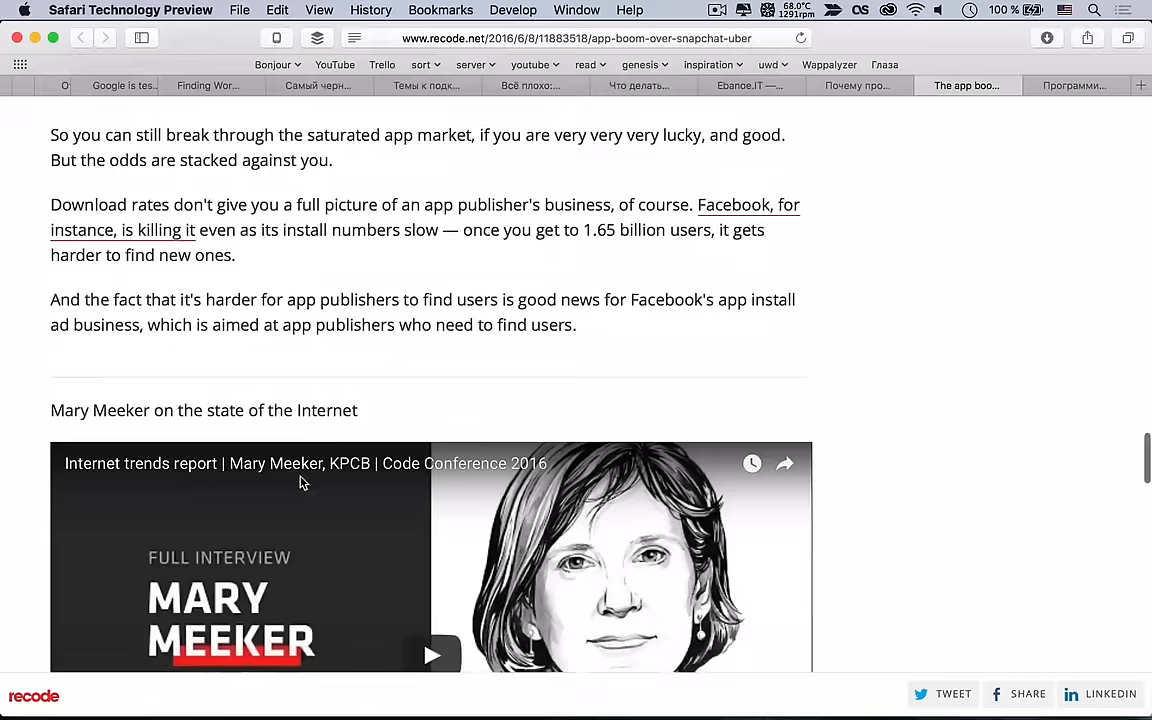 Safari Technology Preview File Edit View History Bookmarks Develop Window Help 68.0°C 1291rpm OS 100 %
www.recode.net/2016/6/8/11883518/app-boom-over-snapchat-uber
Bonjour YouTube Trello sort server youtube read genesis inspiration uwd Wappalyzer Глаза
Google is tes... Finding Wor... Самый черн... Темы к подк... Всё плохо:... Что делать... Ebanoe.IT —... Почему про... The app boo... Программи...
So you can still break through the saturated app market, if you are very very very lucky, and good.
But the odds are stacked against you.
Download rates don't give you a full picture of an app publisher's business, of course. Facebook, for
instance, is killing it even as its install numbers slow — once you get to 1.65 billion users, it gets
harder to find new ones.
And the fact that it's harder for app publishers to find users is good news for Facebook's app install
ad business, which is aimed at app publishers who need to find users.
Mary Meeker on the state of the Internet
Internet trends report | Mary Meeker, KPCB | Code Conference 2016
FULL INTERVIEW
MARY
MEEKER
recode TWEET SHARE LINKEDIN